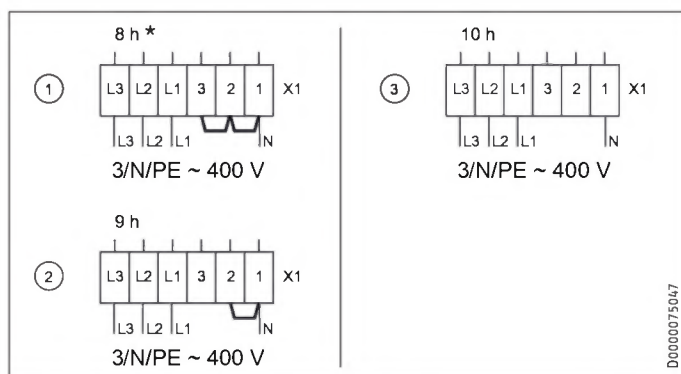 8 h *
1 L3 L2 L1 3 2 1 X1
L3 L2 L1 N
3/N/PE ~ 400 V
9 h
2 L3 L2 L1 3 2 1 X1
L3 L2 L1 N
3/N/PE ~ 400 V
10 h
3 L3 L2 L1 3 2 1 X1
L3 L2 L1 N
3/N/PE ~ 400 V
D0000075047